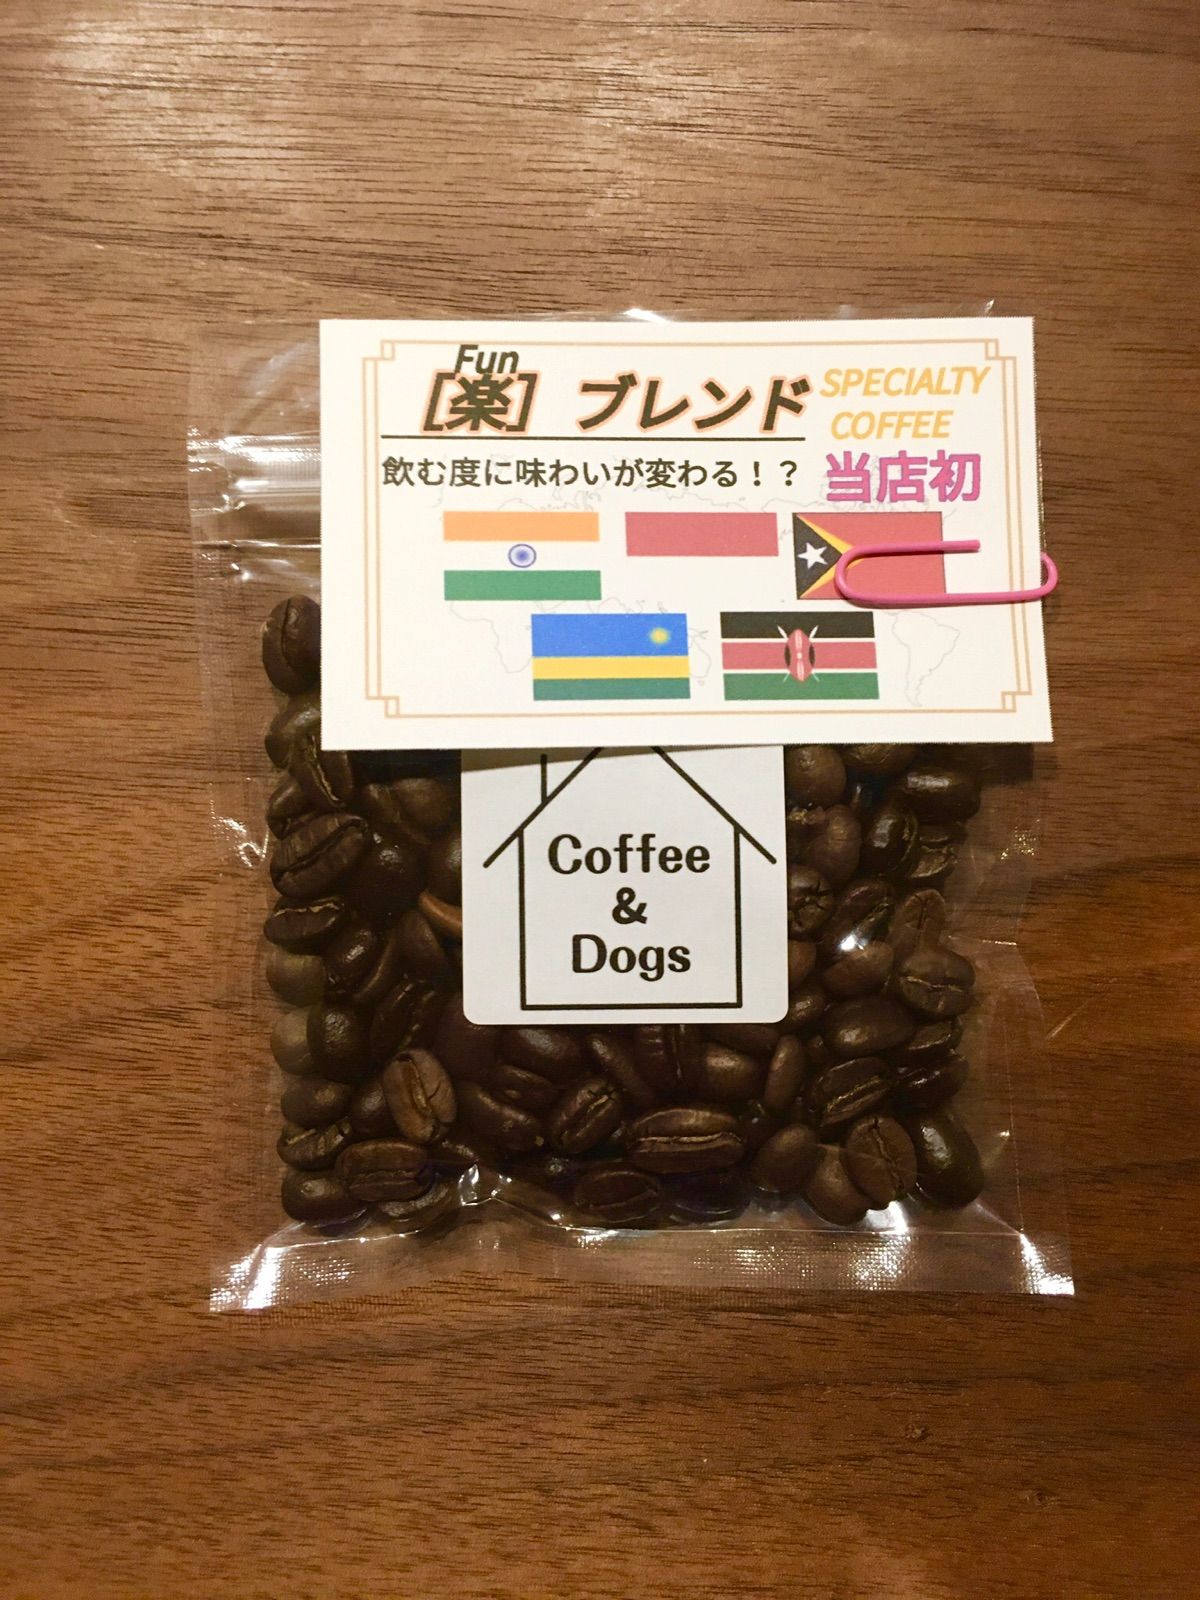 Fun
[楽] ブレンド
SPECIALTY
COFFEE
飲む度に味わいが変わる！？
当店初
Coffee
&
Dogs